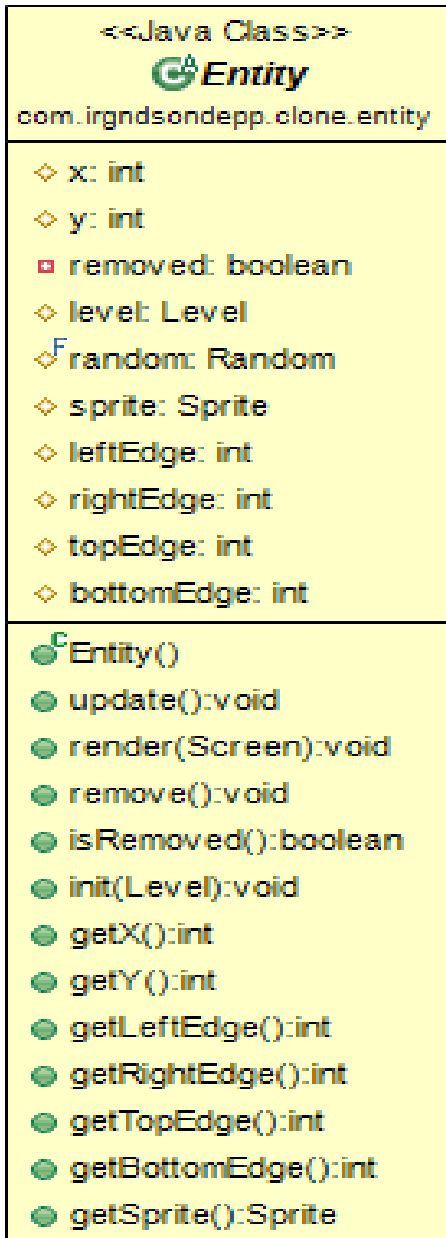 <<Java Class>>
C A Entity
com.irgndsondepp.clone.entity
x: int
y: int
removed: boolean
level: Level
F random: Random
sprite: Sprite
leftEdge: int
rightEdge: int
topEdge: int
bottomEdge: int
C Entity()
update():void
render(Screen):void
remove():void
isRemoved():boolean
init(Level):void
getX():int
getY():int
getLeftEdge():int
getRightEdge():int
getTopEdge():int
getBottomEdge():int
getSprite():Sprite